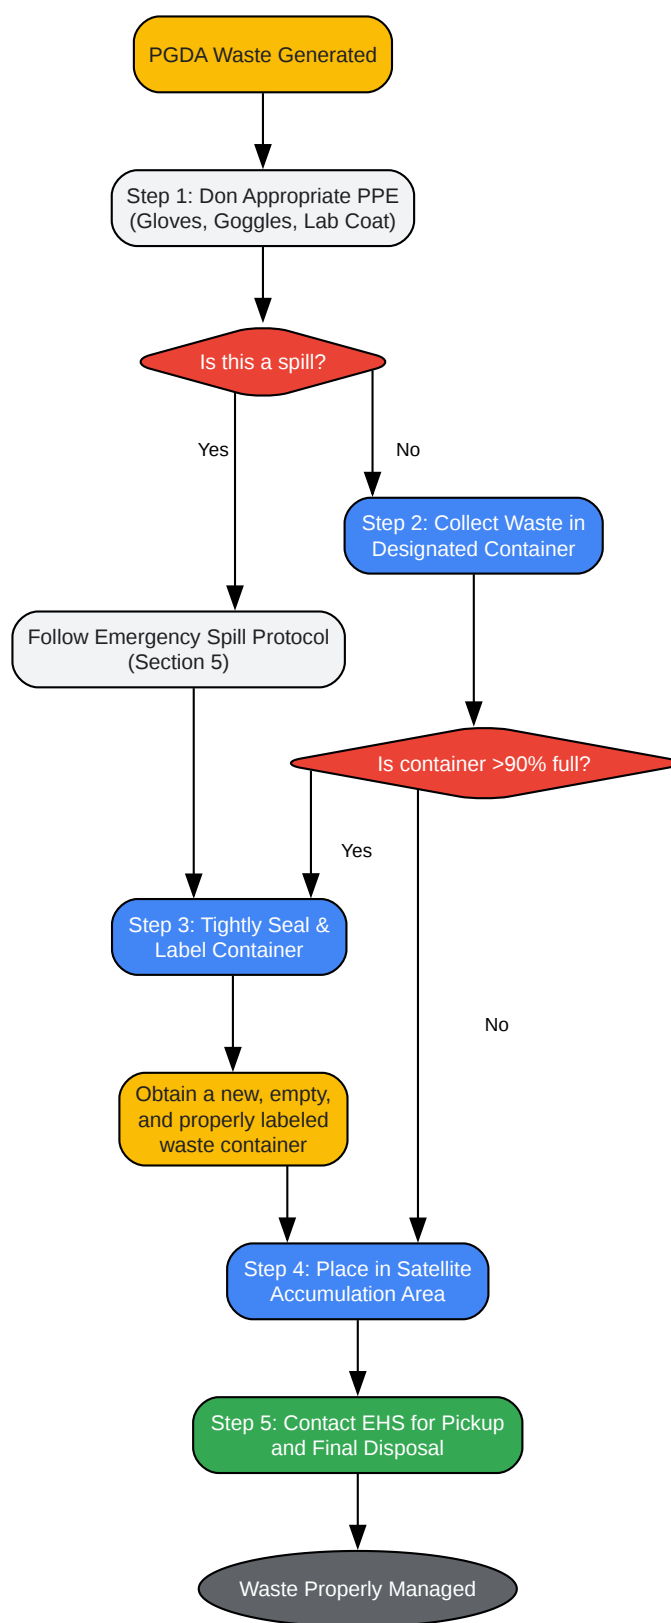 PGDA Waste Generated
Step 1: Don Appropriate PPE
(Gloves, Goggles, Lab Coat)
Is this a spill?
Yes
No
Step 2: Collect Waste in
Designated Container
Follow Emergency Spill Protocol
(Section 5)
Is container >90% full?
Yes
Step 3: Tightly Seal &
Label Container
No
Obtain a new, empty,
and properly labeled
waste container
Step 4: Place in Satellite
Accumulation Area
Step 5: Contact EHS for Pickup
and Final Disposal
Waste Properly Managed